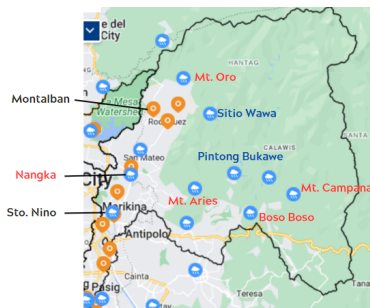 e del
City
HANTAG
Mt. Oro
La Mesa
Watershed
Montalban
Rodriguez
Sitio Wawa
CALAWIS
San Mateo
Pintong Bukawe
Nangka
City
Mt. Aries
Mt. Campana
Sto. Nino
Marikina
Boso Boso
Antipolo
Cainta
Pasig
Teresa
Tana